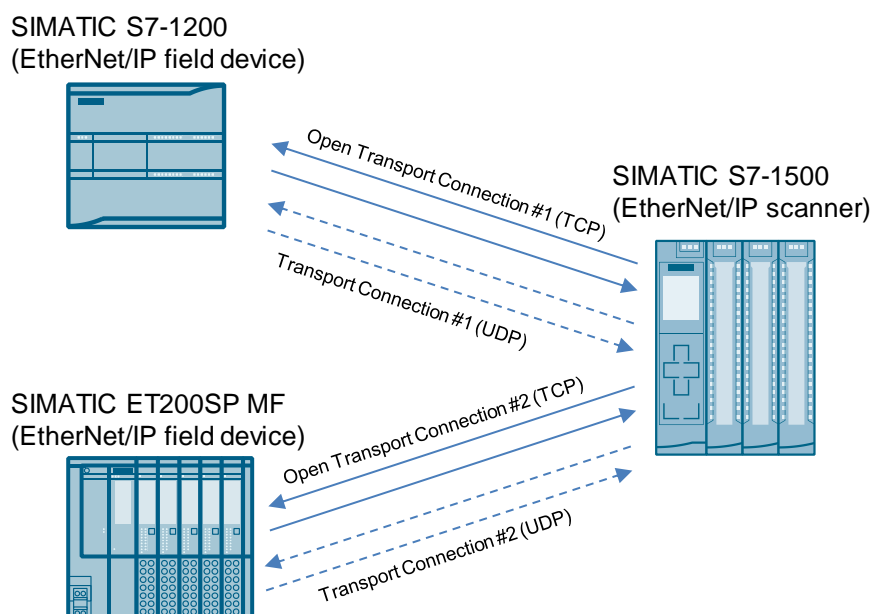 SIMATIC S7-1200
(EtherNet/IP field device)
Open Transport Connection #1 (TCP)
SIMATIC S7-1500
(EtherNet/IP scanner)
Transport Connection #1 (UDP)
SIMATIC ET200SP MF
(EtherNet/IP field device)
Open Transport Connection #2 (TCP)
Transport Connection #2 (UDP)